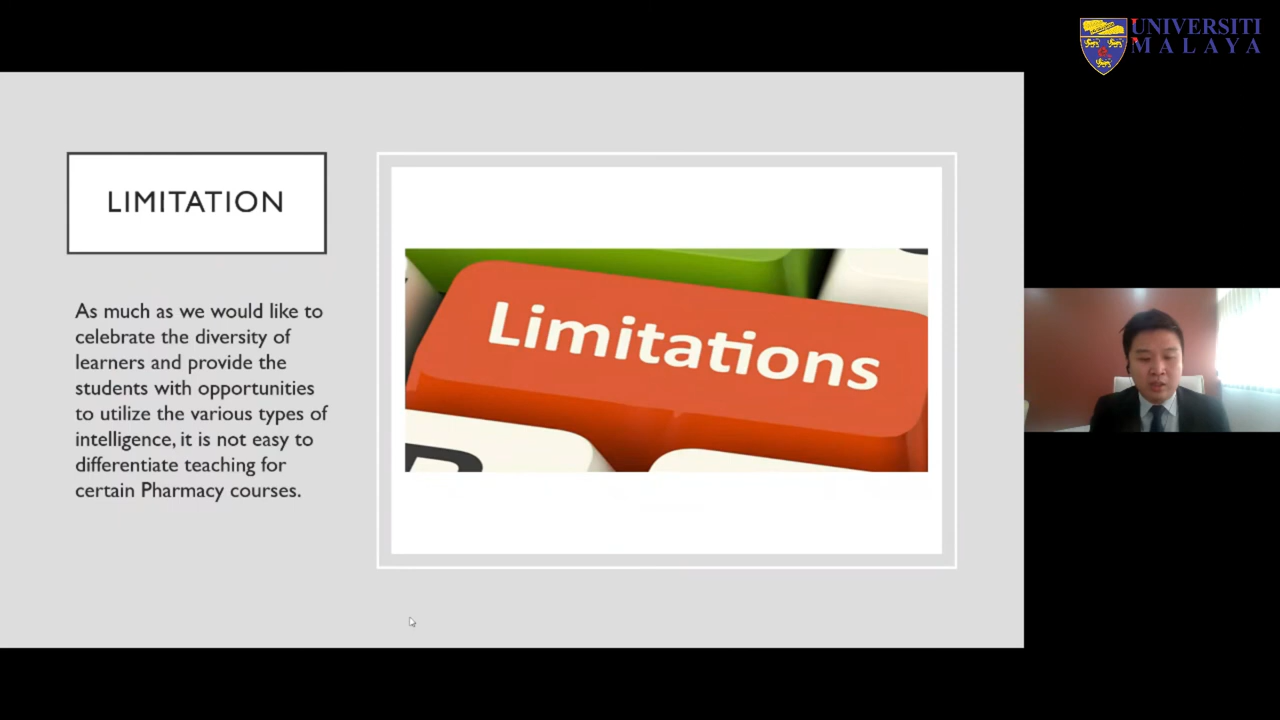 UNIVERSITI
MALAYA
LIMITATION
As much as we would like to
celebrate the diversity of
learners and provide the
students with opportunities
to utilize the various types of
intelligence, it is not easy to
differentiate teaching for
certain Pharmacy courses.
Limitations